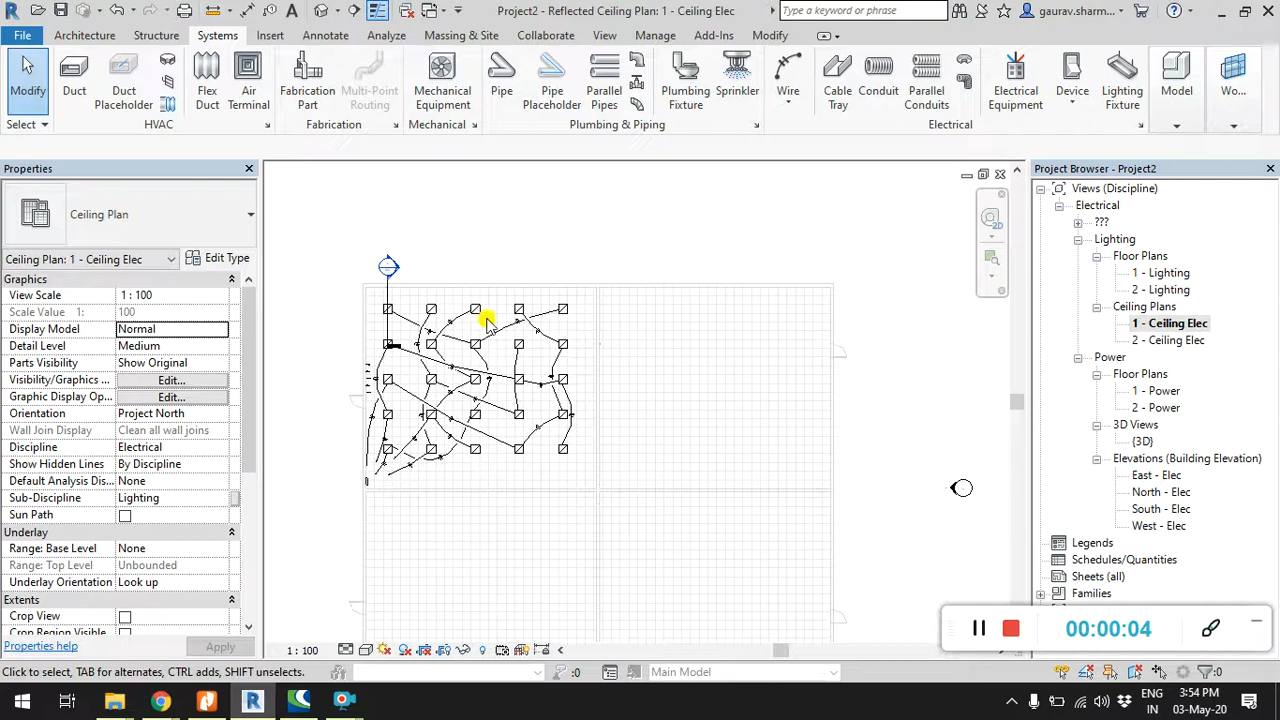 Project2 - Reflected Ceiling Plan: 1 - Ceiling Elec
Type a keyword or phrase
gaurav.sharm...
File
Architecture
Structure
Systems
Insert
Annotate
Analyze
Massing & Site
Collaborate
View
Manage
Add-Ins
Modify
Modify
Duct
Duct Placeholder
Flex Duct
Air Terminal
Fabrication Part
Multi-Point Routing
Mechanical Equipment
Pipe
Pipe Placeholder
Parallel Pipes
Plumbing Fixture
Sprinkler
Wire
Cable Tray
Conduit
Parallel Conduits
Electrical Equipment
Device
Lighting Fixture
Model
Wo...
Select
HVAC
Fabrication
Mechanical
Plumbing & Piping
Electrical
Properties
Ceiling Plan
Ceiling Plan: 1 - Ceiling Elec
Edit Type
Graphics
View Scale 1 : 100
Scale Value 1: 100
Display Model Normal
Detail Level Medium
Parts Visibility Show Original
Visibility/Graphics ... Edit...
Graphic Display Op... Edit...
Orientation Project North
Wall Join Display Clean all wall joins
Discipline Electrical
Show Hidden Lines By Discipline
Default Analysis Dis... None
Sub-Discipline Lighting
Sun Path
Underlay
Range: Base Level None
Range: Top Level Unbounded
Underlay Orientation Look up
Extents
Crop View
Crop Region Visible
Properties help
Apply
2D
Project Browser - Project2
Views (Discipline)
Electrical
???
Lighting
Floor Plans
1 - Lighting
2 - Lighting
Ceiling Plans
1 - Ceiling Elec
2 - Ceiling Elec
Power
Floor Plans
1 - Power
2 - Power
3D Views
{3D}
Elevations (Building Elevation)
East - Elec
North - Elec
South - Elec
West - Elec
Legends
Schedules/Quantities
Sheets (all)
Families
00:00:04
1 : 100
Click to select, TAB for alternates, CTRL adds, SHIFT unselects.
:0
Main Model
:0
ENG
IN
3:54 PM
03-May-20